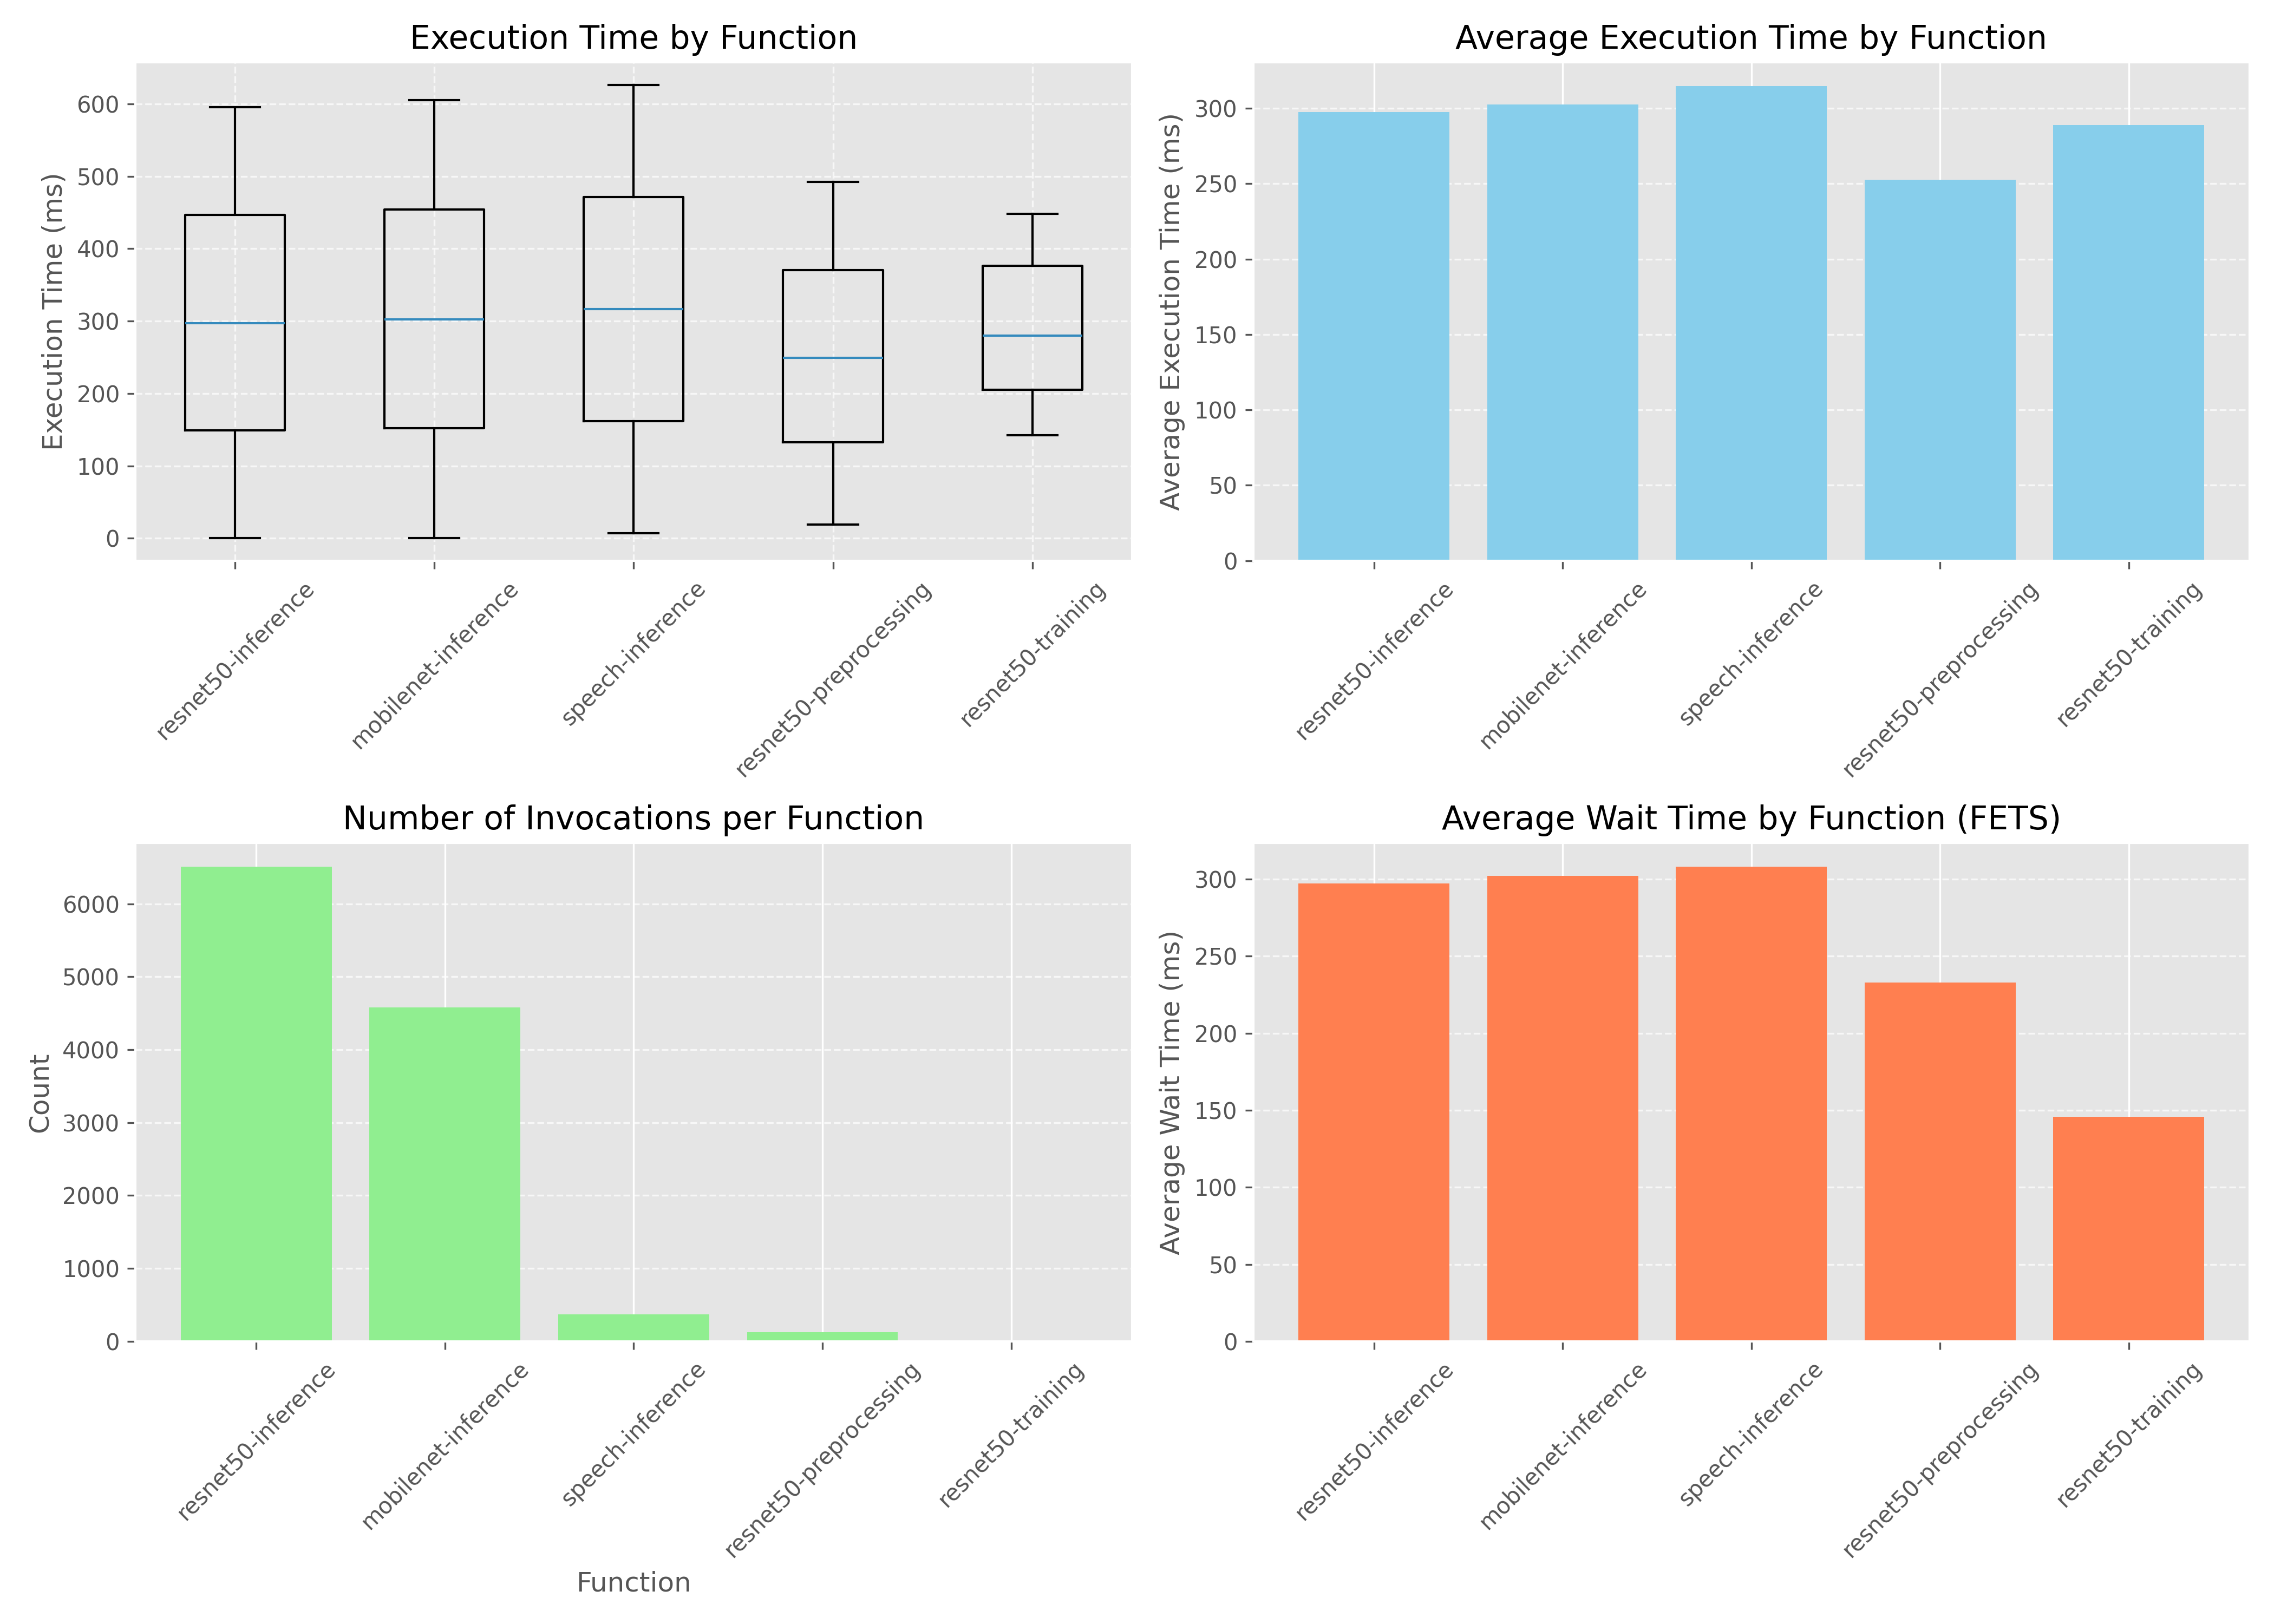 Execution Time by Function
Execution Time (ms)
600
500
400
300
200
100
0
resnet50-inference
mobilenet-inference
speech-inference
resnet50-preprocessing
resnet50-training
Average Execution Time by Function
Average Execution Time (ms)
300
250
200
150
100
50
0
resnet50-inference
mobilenet-inference
speech-inference
resnet50-preprocessing
resnet50-training
Number of Invocations per Function
Count
6000
5000
4000
3000
2000
1000
0
resnet50-inference
mobilenet-inference
speech-inference
resnet50-preprocessing
resnet50-training
Function
Average Wait Time by Function (FETS)
Average Wait Time (ms)
300
250
200
150
100
50
0
resnet50-inference
mobilenet-inference
speech-inference
resnet50-preprocessing
resnet50-training